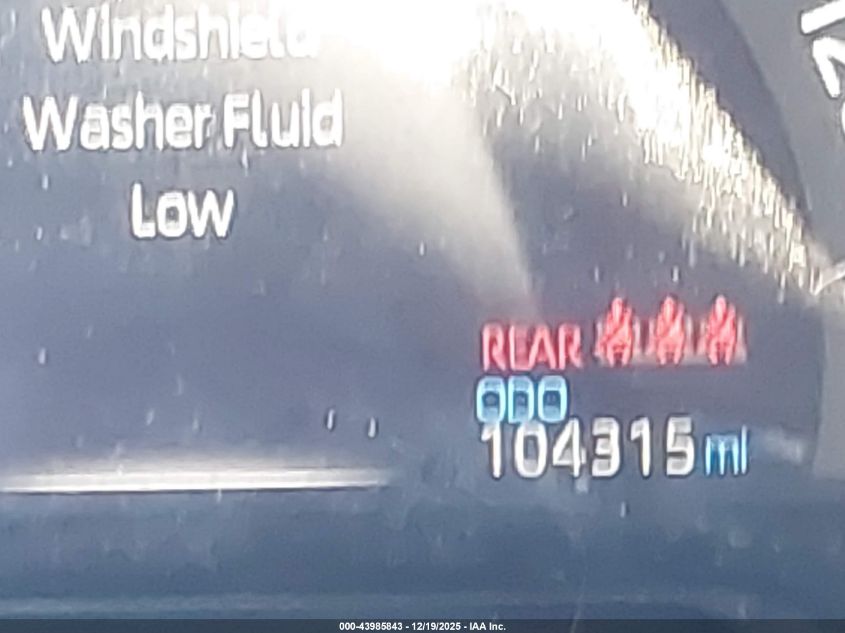 Windshield
Washer Fluid
Low
REAR
ODO
104315 mi
000-43985843 - 12/19/2025 - IAA Inc.